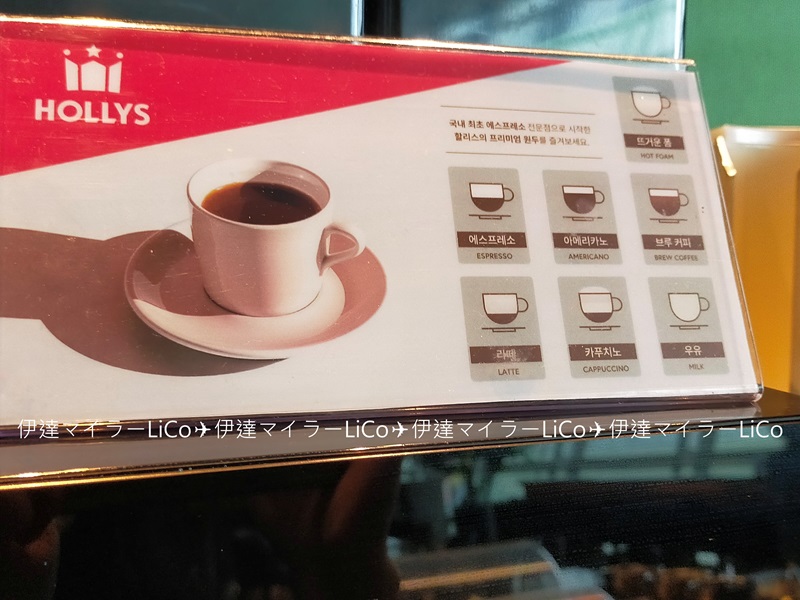 HOLLYS
국내 최초 에스프레소 전문점으로 시작한
할리스의 프리미엄 원두를 즐겨보세요.
뜨거운 폼
HOT FOAM
에스프레소
ESPRESSO
아메리카노
AMERICANO
브루 커피
BREW COFFEE
라떼
LATTE
카푸치노
CAPPUCCINO
우유
MILK
伊達マイラーLiCo✈伊達マイラーLiCo✈伊達マイラーLiCo✈伊達マイラーLiCo